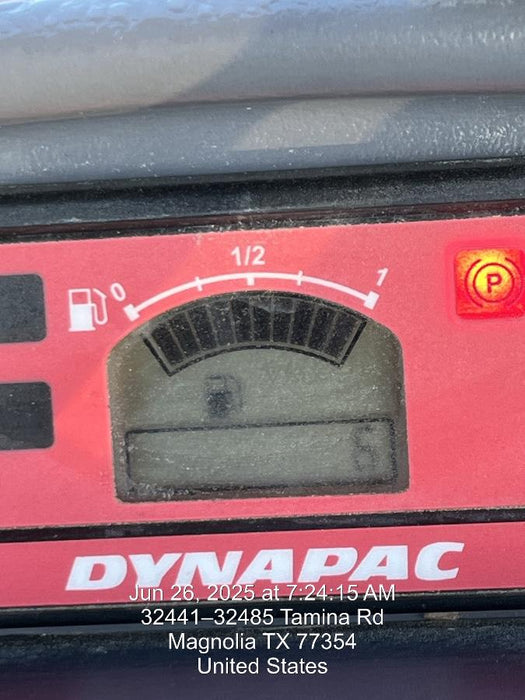 1/2
0
1
P
DYNAPAC
Jun 26, 2025 at 7:24:15 AM
32441–32485 Tamina Rd
Magnolia TX 77354
United States